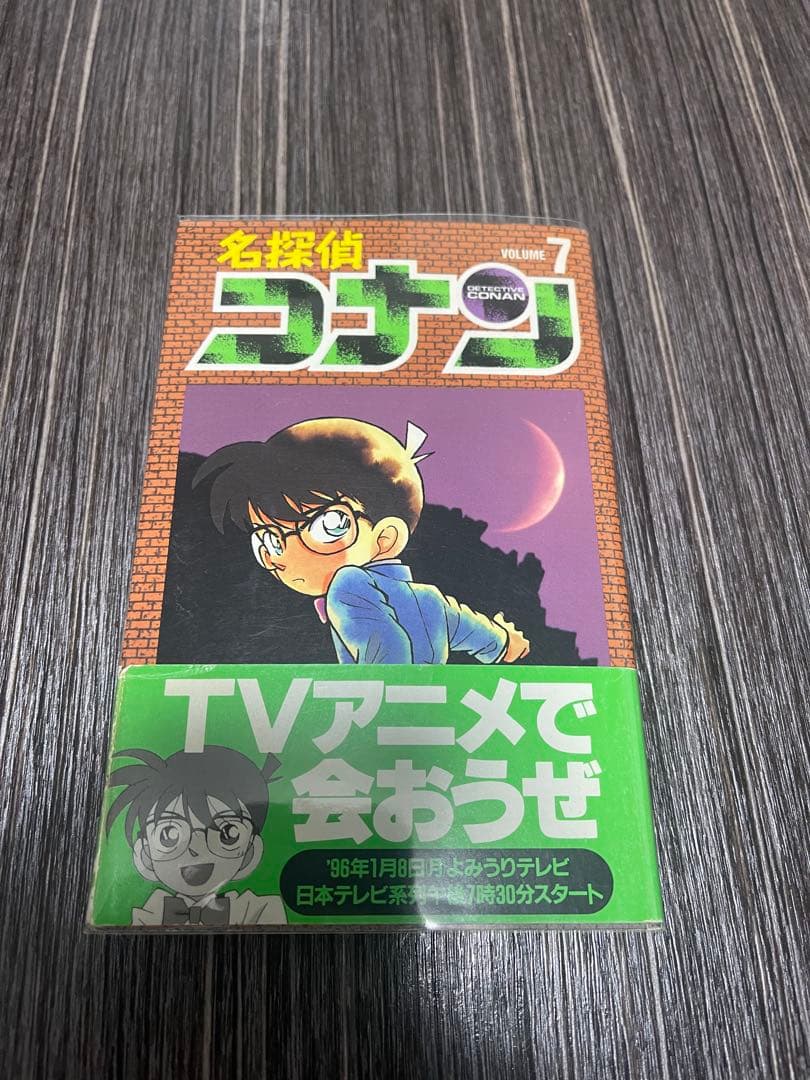 名探偵
VOLUME 7
コナン
DETECTIVE
CONAN
TVアニメで
会おうぜ
'96年1月8日月よみうりテレビ
日本テレビ系列午後7時30分スタート